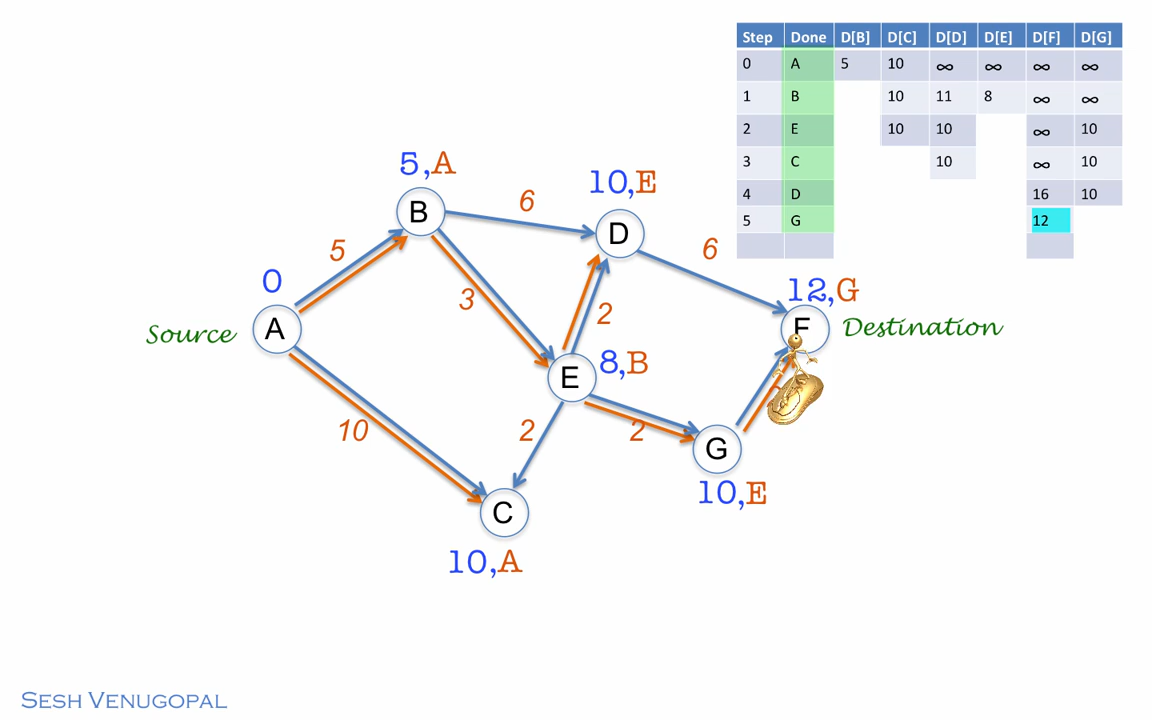 Step Done D[B] D[C] D[D] D[E] D[F] D[G]
0 A 5 10 ∞ ∞ ∞ ∞
1 B 10 11 8 ∞ ∞
2 E 10 10 ∞ 10
3 C 10 ∞ 10
4 D 16 10
5 G 12
5,A
10,E
B
6
D
5
6
0
3
2
12,G
Source
A
F
Destination
8,B
E
10
2
2
G
10,E
C
10,A
SESH VENUGOPAL